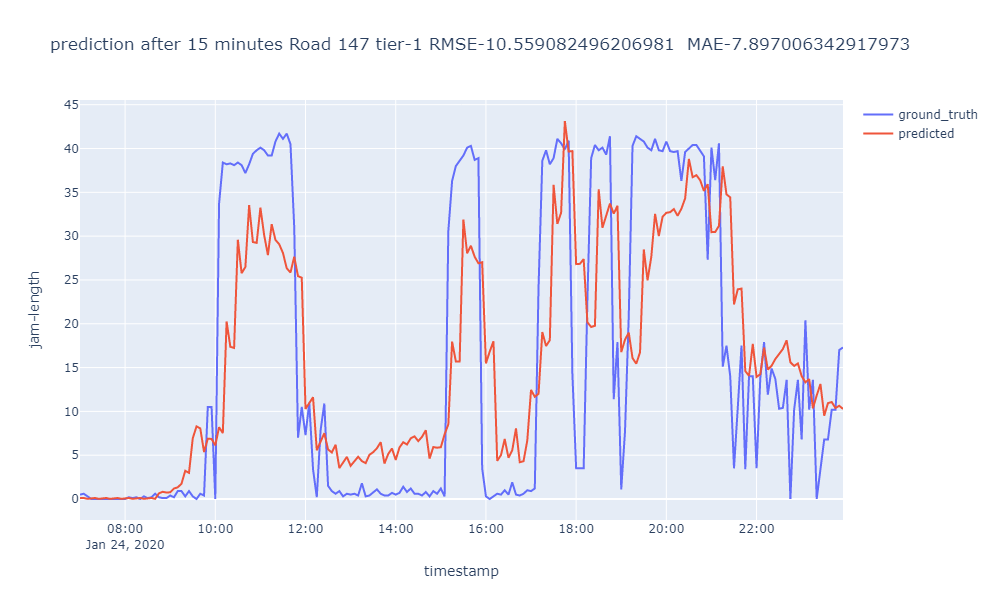 prediction after 15 minutes Road 147 tier-1 RMSE-10.559082496206981  MAE-7.897006342917973
ground_truth
predicted
45
40
35
30
25
20
15
10
5
0
jam-length
08:00 10:00 12:00 14:00 16:00 18:00 20:00 22:00
Jan 24, 2020
timestamp